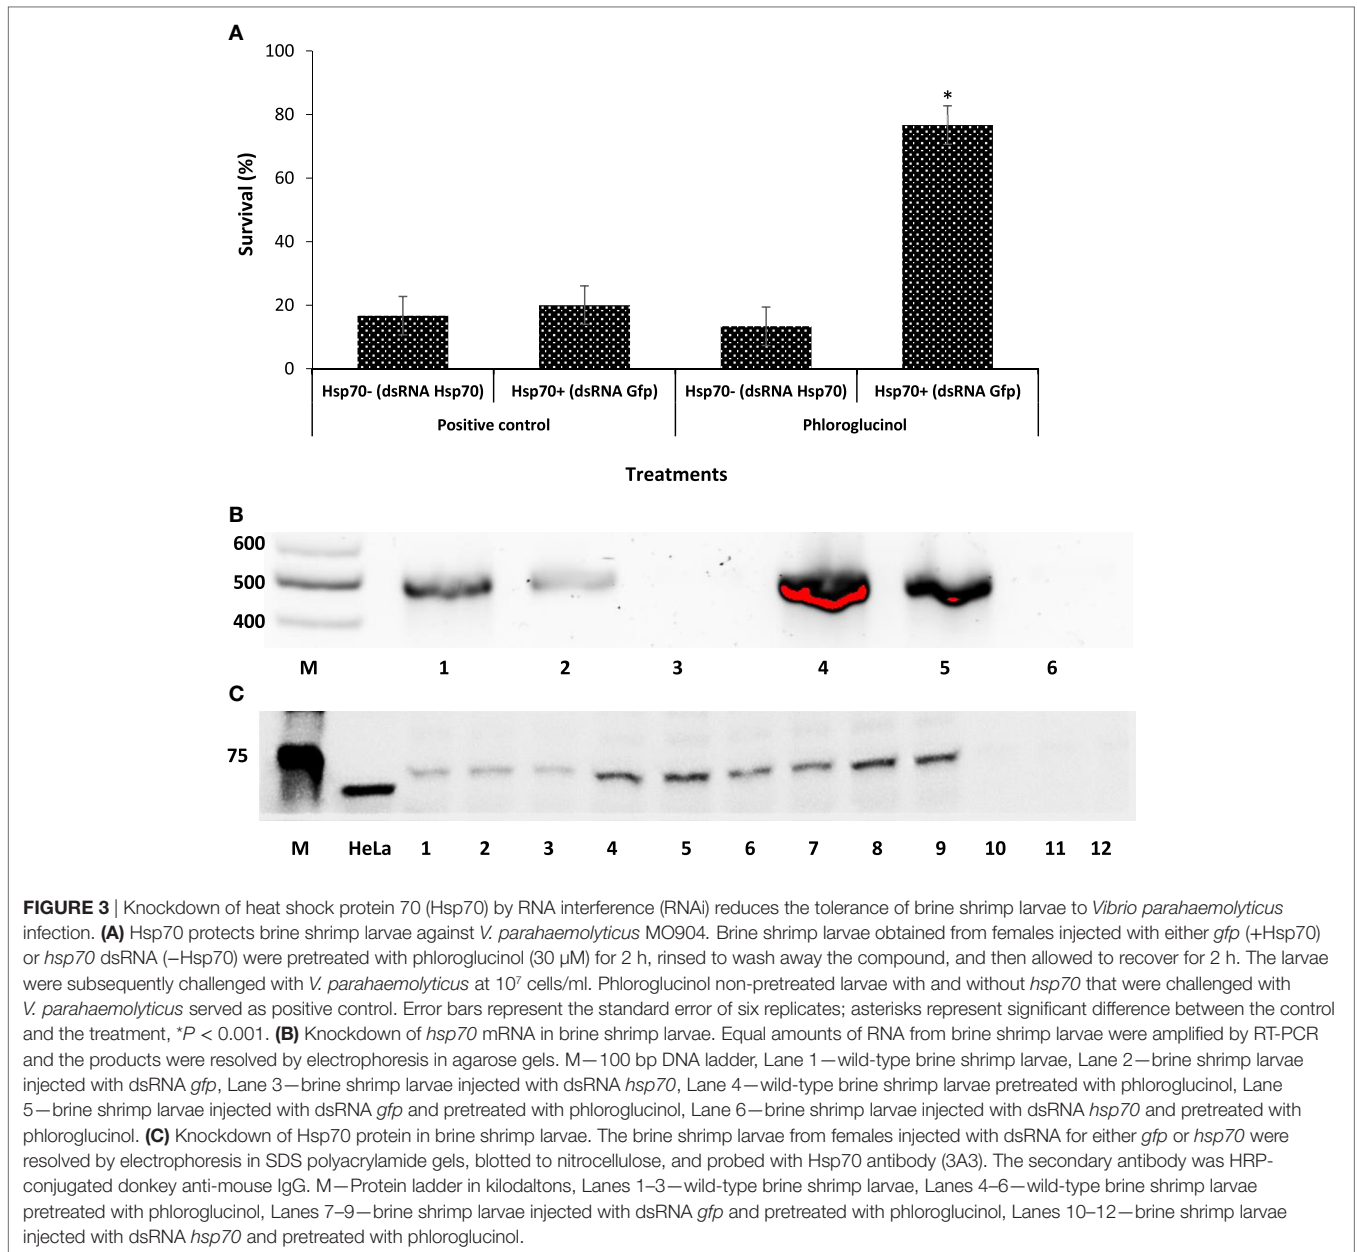 A
100
80
60
40
20
0
Survival (%)
*
Hsp70- (dsRNA Hsp70) Hsp70+ (dsRNA Gfp) Hsp70- (dsRNA Hsp70) Hsp70+ (dsRNA Gfp)
Positive control Phloroglucinol
Treatments
B
600
500
400
M 1 2 3 4 5 6
C
75
M HeLa 1 2 3 4 5 6 7 8 9 10 11 12
FIGURE 3 | Knockdown of heat shock protein 70 (Hsp70) by RNA interference (RNAi) reduces the tolerance of brine shrimp larvae to Vibrio parahaemolyticus
infection. (A) Hsp70 protects brine shrimp larvae against V. parahaemolyticus MO904. Brine shrimp larvae obtained from females injected with either gfp (+Hsp70)
or hsp70 dsRNA (−Hsp70) were pretreated with phloroglucinol (30 µM) for 2 h, rinsed to wash away the compound, and then allowed to recover for 2 h. The larvae
were subsequently challenged with V. parahaemolyticus at 10⁷ cells/ml. Phloroglucinol non-pretreated larvae with and without hsp70 that were challenged with
V. parahaemolyticus served as positive control. Error bars represent the standard error of six replicates; asterisks represent significant difference between the control
and the treatment, *P < 0.001. (B) Knockdown of hsp70 mRNA in brine shrimp larvae. Equal amounts of RNA from brine shrimp larvae were amplified by RT-PCR
and the products were resolved by electrophoresis in agarose gels. M—100 bp DNA ladder, Lane 1—wild-type brine shrimp larvae, Lane 2—brine shrimp larvae
injected with dsRNA gfp, Lane 3—brine shrimp larvae injected with dsRNA hsp70, Lane 4—wild-type brine shrimp larvae pretreated with phloroglucinol, Lane
5—brine shrimp larvae injected with dsRNA gfp and pretreated with phloroglucinol, Lane 6—brine shrimp larvae injected with dsRNA hsp70 and pretreated with
phloroglucinol. (C) Knockdown of Hsp70 protein in brine shrimp larvae. The brine shrimp larvae from females injected with dsRNA for either gfp or hsp70 were
resolved by electrophoresis in SDS polyacrylamide gels, blotted to nitrocellulose, and probed with Hsp70 antibody (3A3). The secondary antibody was HRP-
conjugated donkey anti-mouse IgG. M—Protein ladder in kilodaltons, Lanes 1–3—wild-type brine shrimp larvae, Lanes 4–6—wild-type brine shrimp larvae
pretreated with phloroglucinol, Lanes 7–9—brine shrimp larvae injected with dsRNA gfp and pretreated with phloroglucinol, Lanes 10–12—brine shrimp larvae
injected with dsRNA hsp70 and pretreated with phloroglucinol.